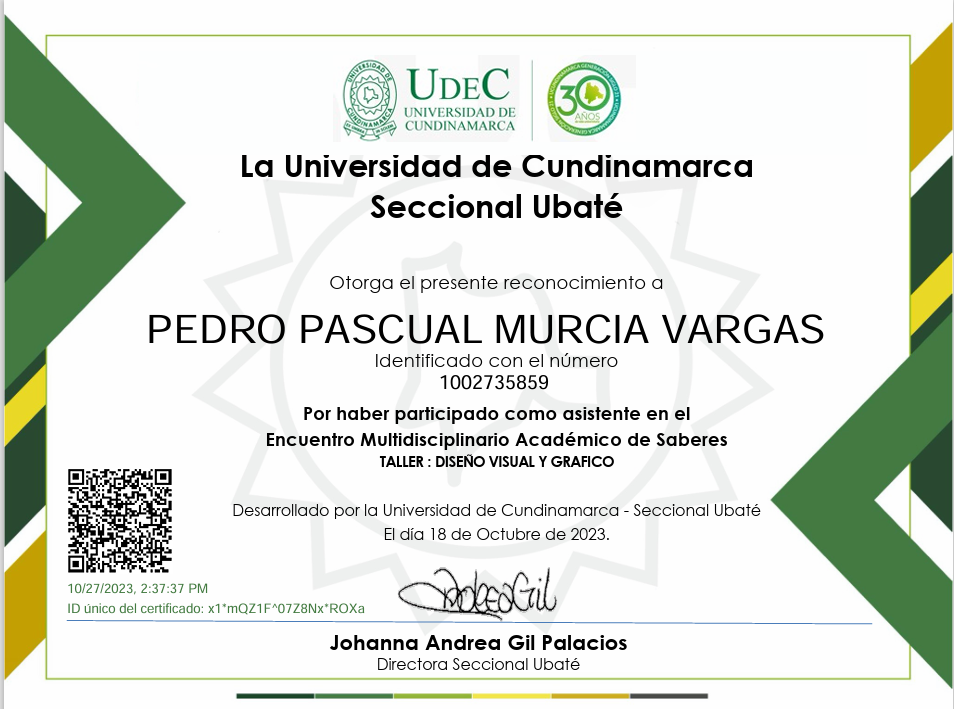 UDEC
UNIVERSIDAD DE
CUNDINAMARCA
30
AÑOS
La Universidad de Cundinamarca
Seccional Ubaté
Otorga el presente reconocimiento a
PEDRO PASCUAL MURCIA VARGAS
Identificado con el número
1002735859
Por haber participado como asistente en el
Encuentro Multidisciplinario Académico de Saberes
TALLER : DISEÑO VISUAL Y GRAFICO
Desarrollado por la Universidad de Cundinamarca - Seccional Ubaté
El día 18 de Octubre de 2023.
10/27/2023, 2:37:37 PM
ID único del certificado: x1*mQZ1F^07Z8Nx*ROXa
Johanna Andrea Gil Palacios
Directora Seccional Ubaté